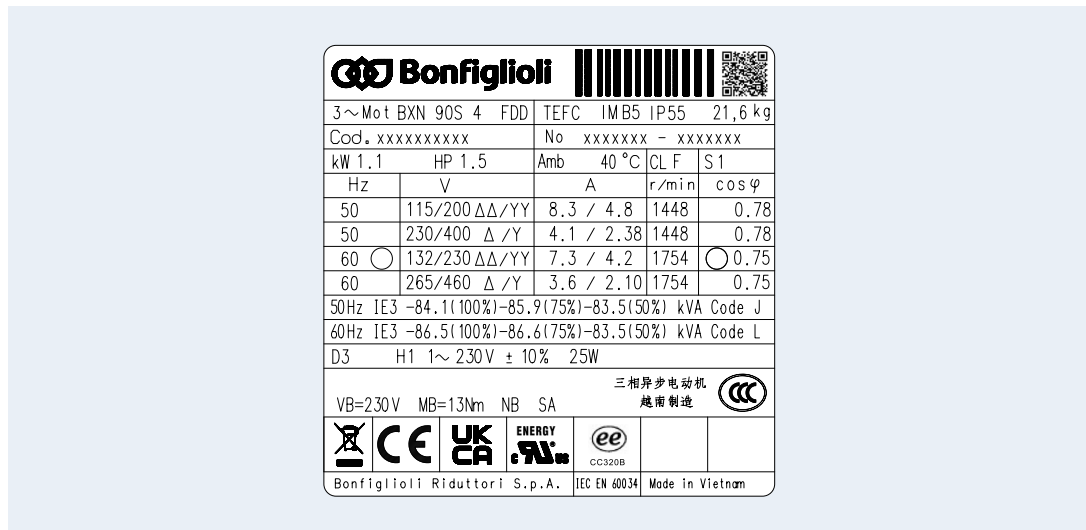 Bonfiglioli
3~Mot BXN 90S 4 FDD TEFC IM B5 IP55 21,6 kg
Cod. xxxxxxxxxx No xxxxxxx - xxxxxxx
kW 1.1 HP 1.5 Amb 40 °C CL F S1
Hz V A r/min cosφ
50 115/200 ΔΔ/YY 8.3 / 4.8 1448 0.78
50 230/400 Δ/Y 4.1 / 2.38 1448 0.78
60 132/230 ΔΔ/YY 7.3 / 4.2 1754 0.75
60 265/460 Δ/Y 3.6 / 2.10 1754 0.75
50Hz IE3 -84.1(100%)-85.9(75%)-83.5(50%) kVA Code J
60Hz IE3 -86.5(100%)-86.6(75%)-83.5(50%) kVA Code L
D3 H1 1~ 230V ± 10% 25W
三相异步电动机
VB=230V MB=13Nm NB SA 越南制造 CCC
CE UK CA ENERGY c RU us ee CC320B
Bonfiglioli Riduttori S.p.A. IEC EN 60034 Made in Vietnam